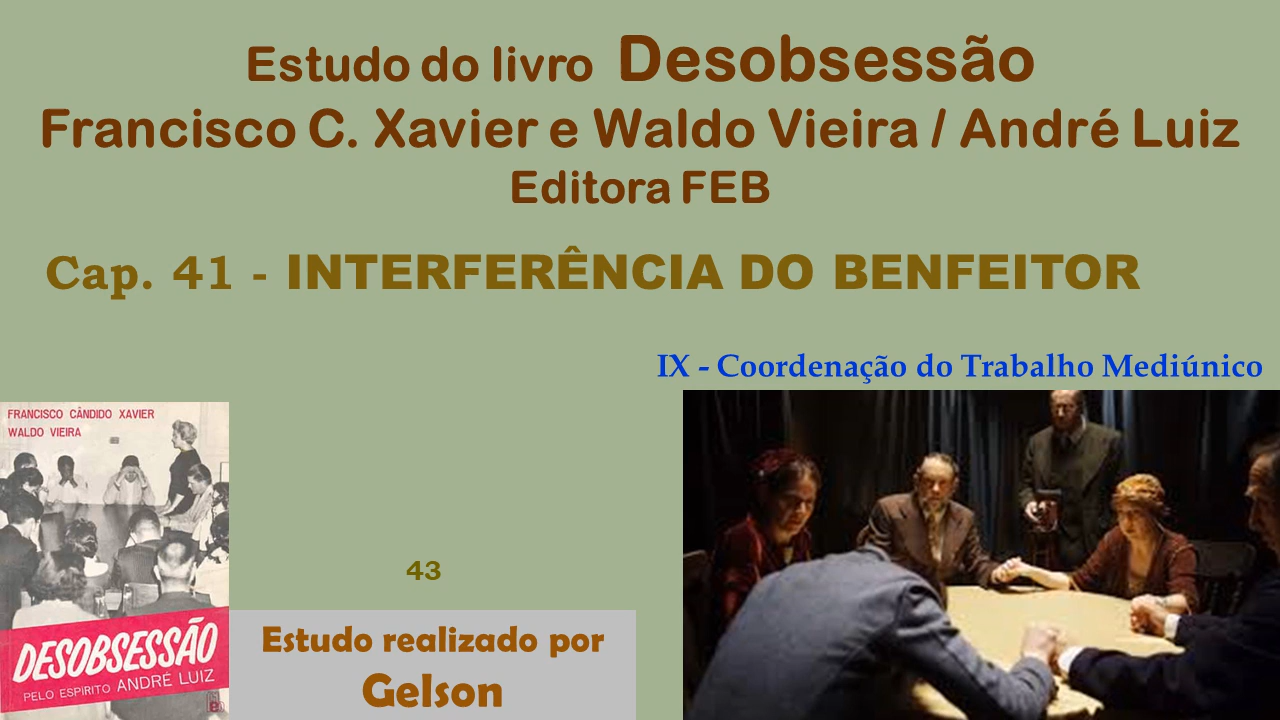 Estudo do livro Desobsessão
Francisco C. Xavier e Waldo Vieira / André Luiz
Editora FEB
Cap. 41 - INTERFERÊNCIA DO BENFEITOR
IX - Coordenação do Trabalho Mediúnico
FRANCISCO CÂNDIDO XAVIER
WALDO VIEIRA
DESOBSESSÃO
PELO ESPÍRITO ANDRÉ LUIZ
43
Estudo realizado por
Gelson